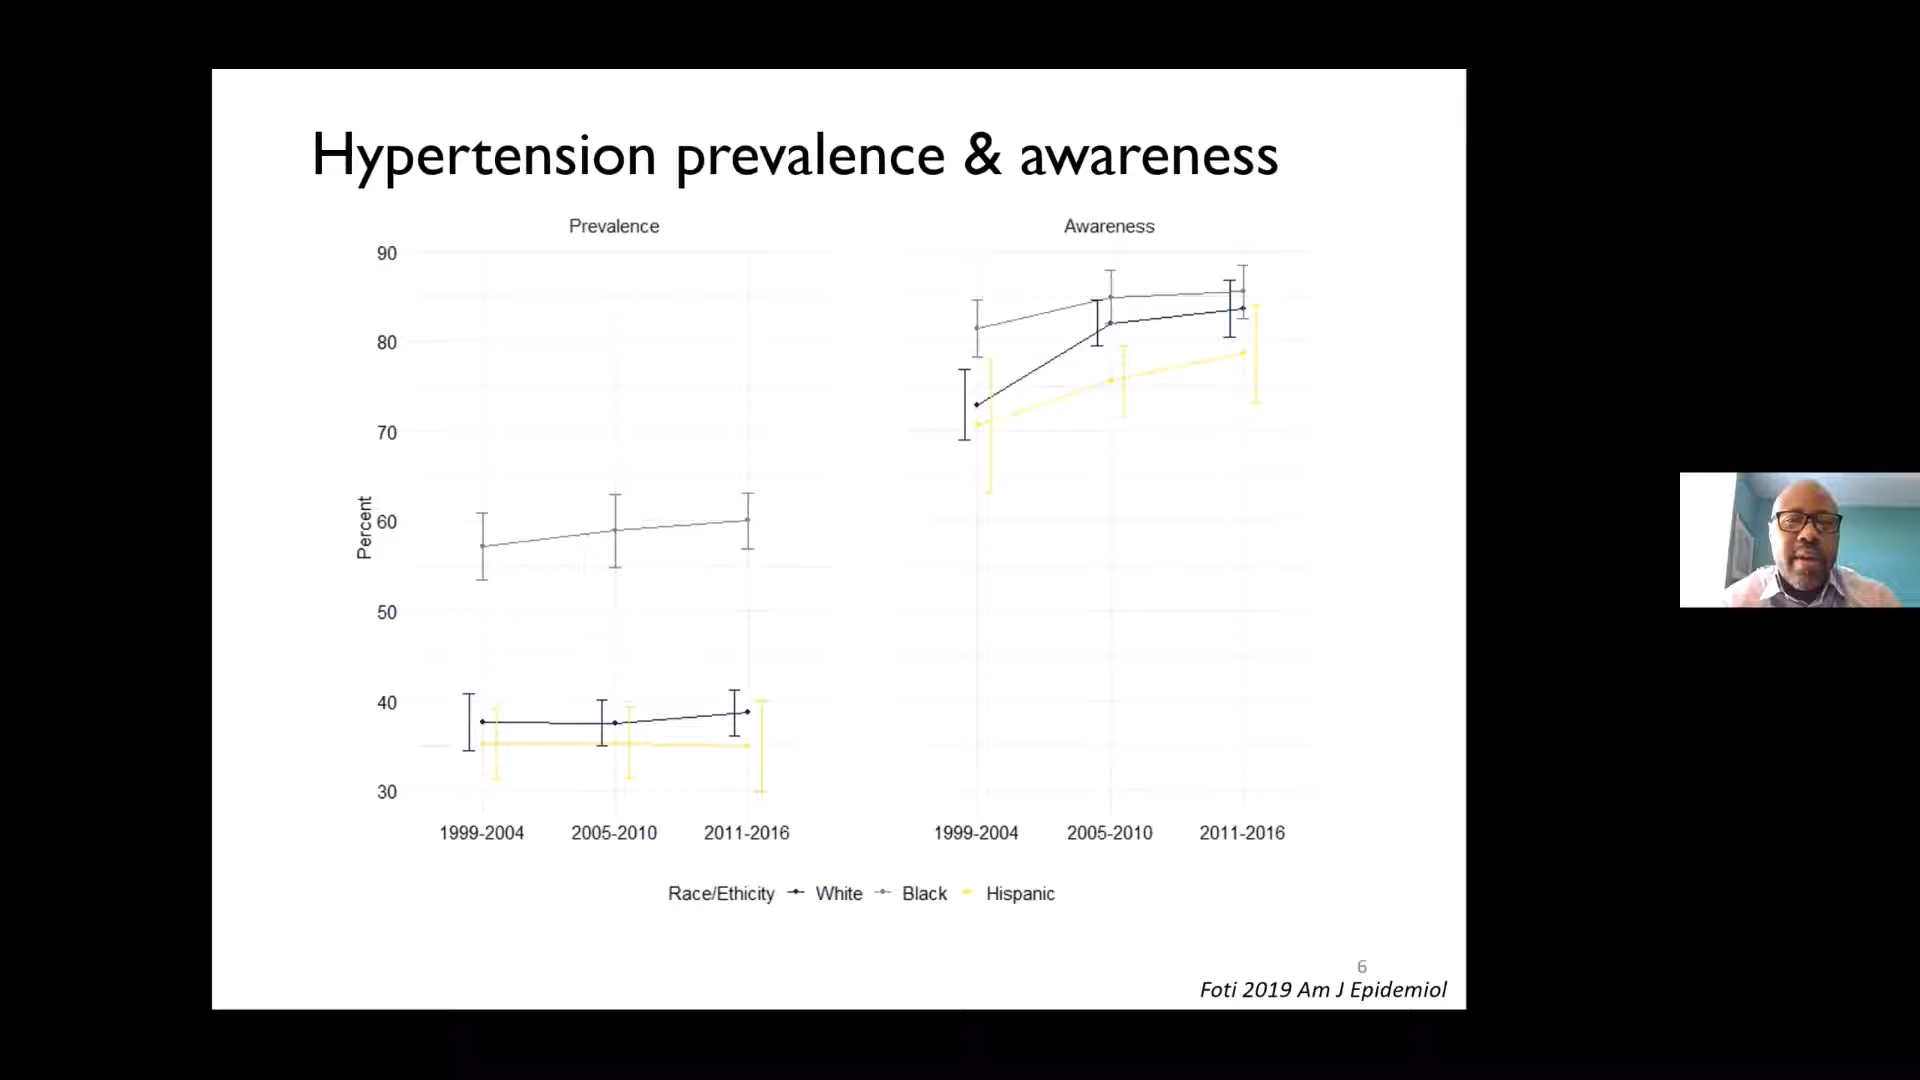 Hypertension prevalence & awareness
Prevalence
Awareness
90
80
70
60
50
40
30
Percent
1999-2004 2005-2010 2011-2016
1999-2004 2005-2010 2011-2016
Race/Ethicity White Black Hispanic
6
Foti 2019 Am J Epidemiol